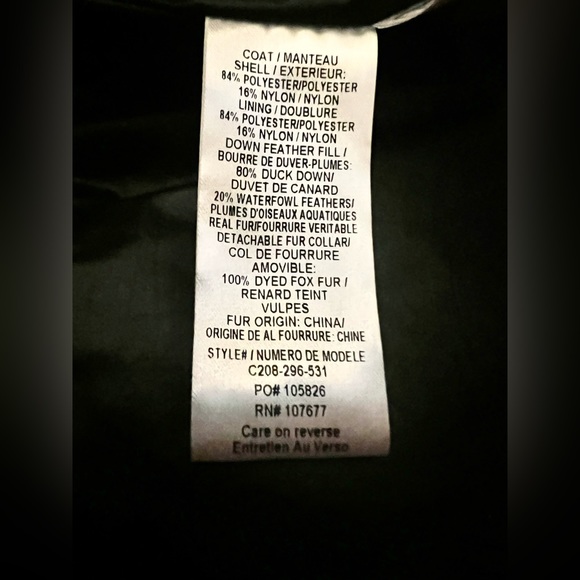 COAT / MANTEAU
SHELL / EXTERIEUR:
84% POLYESTER/POLYESTER
16% NYLON / NYLON
LINING / DOUBLURE
84% POLYESTER/POLYESTER
16% NYLON / NYLON
DOWN FEATHER FILL /
BOURRE DE DUVER-PLUMES:
80% DUCK DOWN/
DUVET DE CANARD
20% WATERFOWL FEATHERS/
PLUMES D'OISEAUX AQUATIQUES
REAL FUR/FOURRURE VERITABLE
DETACHABLE FUR COLLAR/
COL DE FOURRURE
AMOVIBLE:
100% DYED FOX FUR /
RENARD TEINT
VULPES
FUR ORIGIN: CHINA/
ORIGINE DE AL FOURRURE: CHINE
STYLE# / NUMERO DE MODELE
C208-296-531
PO# 105826
RN# 107677
Care on reverse
Entretien Au Verso